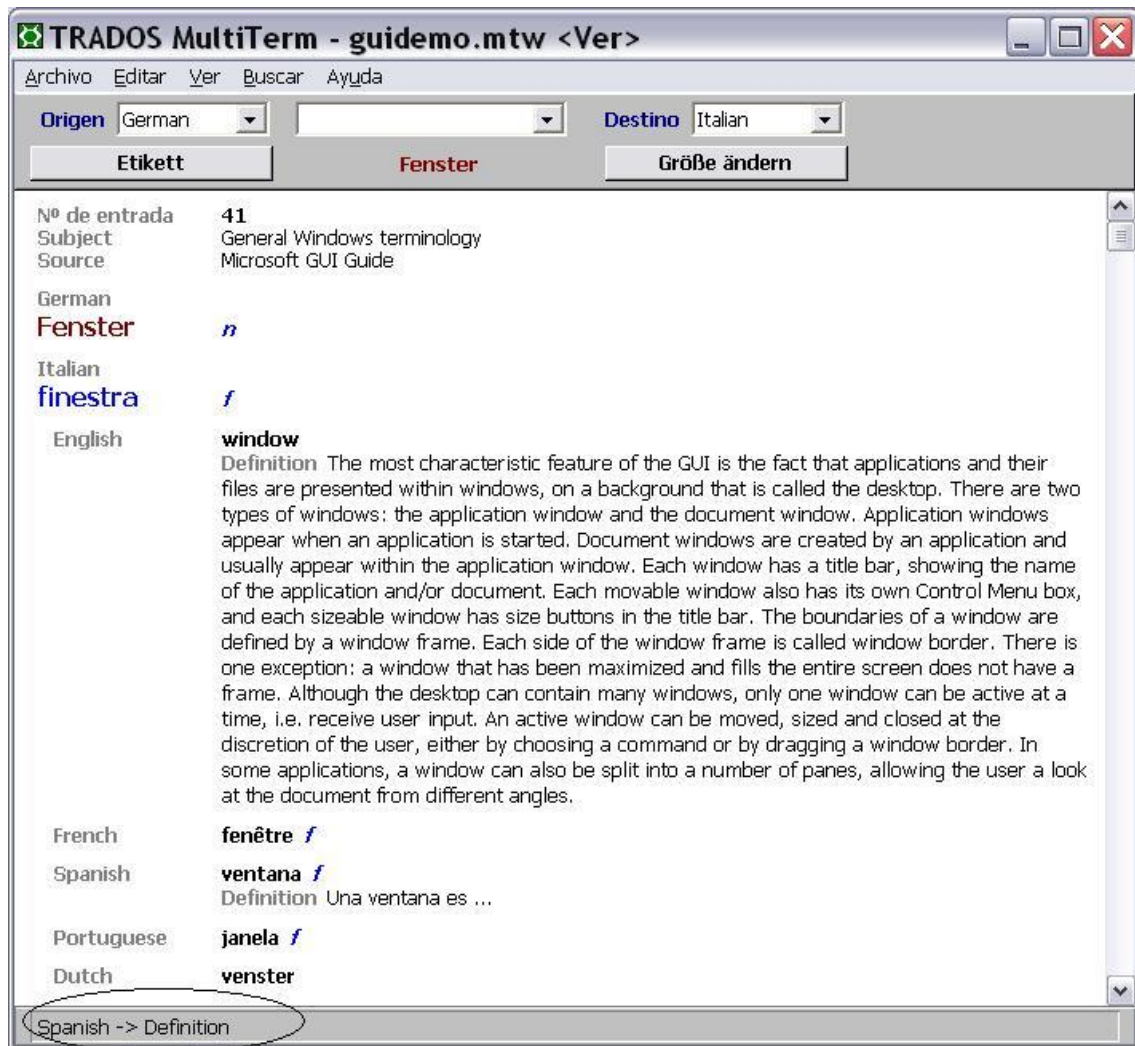 TRADOS MultiTerm - guidemo.mtw <Ver>
Archivo Editar Ver Buscar Ayuda
Origen German Destino Italian
Etikett Fenster Größe ändern
Nº de entrada 41
Subject General Windows terminology
Source Microsoft GUI Guide
German
Fenster n
Italian
finestra f
English window
Definition The most characteristic feature of the GUI is the fact that applications and their
files are presented within windows, on a background that is called the desktop. There are two
types of windows: the application window and the document window. Application windows
appear when an application is started. Document windows are created by an application and
usually appear within the application window. Each window has a title bar, showing the name
of the application and/or document. Each movable window also has its own Control Menu box,
and each sizeable window has size buttons in the title bar. The boundaries of a window are
defined by a window frame. Each side of the window frame is called window border. There is
one exception: a window that has been maximized and fills the entire screen does not have a
frame. Although the desktop can contain many windows, only one window can be active at a
time, i.e. receive user input. An active window can be moved, sized and closed at the
discretion of the user, either by choosing a command or by dragging a window border. In
some applications, a window can also be split into a number of panes, allowing the user a look
at the document from different angles.
French fenêtre f
Spanish ventana f
Definition Una ventana es ...
Portuguese janela f
Dutch venster
Spanish -> Definition